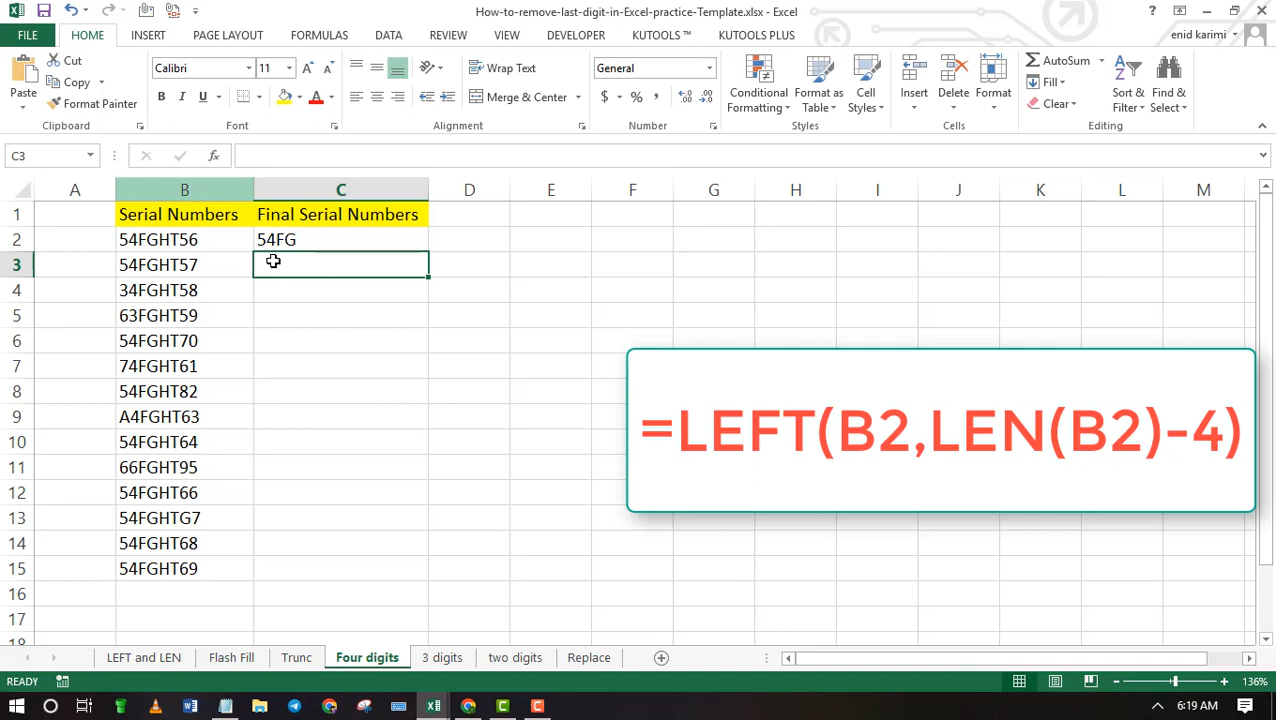 How-to-remove-last-digit-in-Excel-practice-Template.xlsx - Excel
FILE HOME INSERT PAGE LAYOUT FORMULAS DATA REVIEW VIEW DEVELOPER KUTOOLS ™ KUTOOLS PLUS enid karimi
Paste
Cut
Copy
Format Painter
Clipboard
Calibri 11
B I U
Font
Wrap Text
Merge & Center
Alignment
General
$ % ,
Number
Conditional Formatting
Format as Table
Cell Styles
Styles
Insert Delete Format
Cells
AutoSum
Fill
Clear
Sort & Filter
Find & Select
Editing
C3 fx
A B C D E F G H I J K L M
1 Serial Numbers Final Serial Numbers
2 54FGHT56 54FG
3 54FGHT57
4 34FGHT58
5 63FGHT59
6 54FGHT70
7 74FGHT61
8 54FGHT82
9 A4FGHT63
10 54FGHT64
11 66FGHT95
12 54FGHT66
13 54FGHTG7
14 54FGHT68
15 54FGHT69
16
17
18
=LEFT(B2,LEN(B2)-4)
LEFT and LEN Flash Fill Trunc Four digits 3 digits two digits Replace
READY 136%
6:19 AM